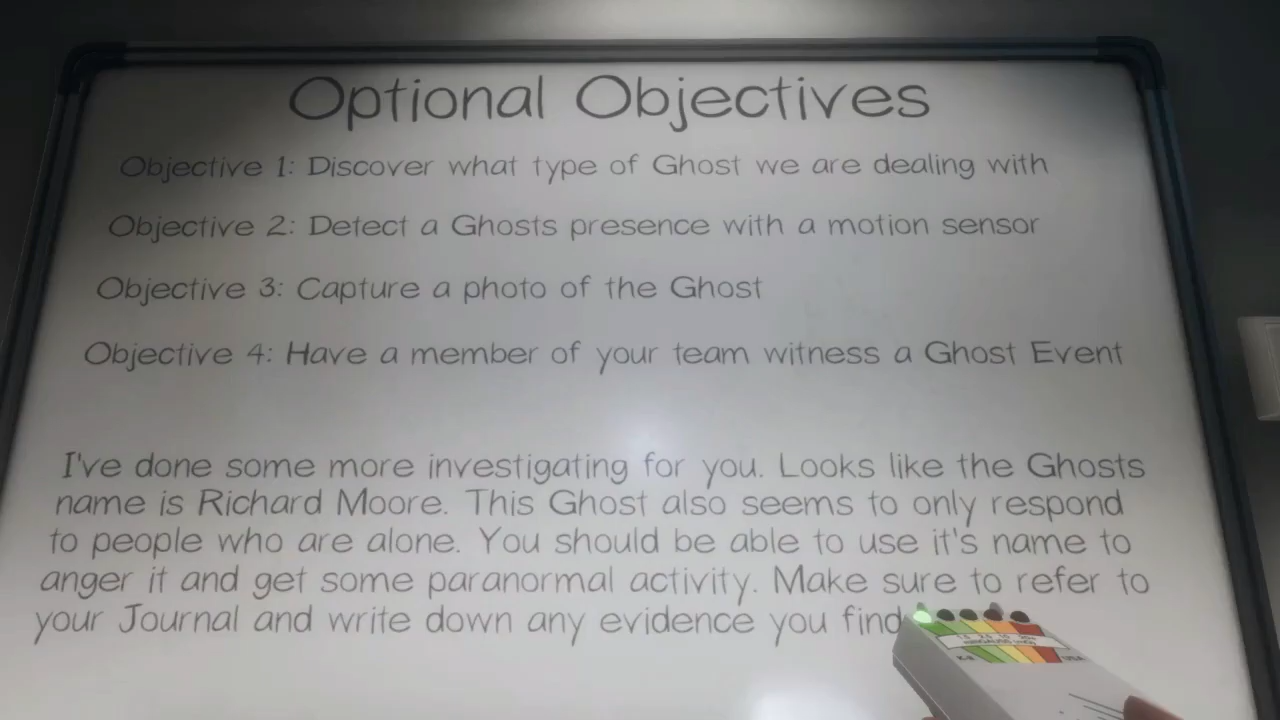 Optional Objectives
Objective 1: Discover what type of Ghost we are dealing with
Objective 2: Detect a Ghosts presence with a motion sensor
Objective 3: Capture a photo of the Ghost
Objective 4: Have a member of your team witness a Ghost Event
I've done some more investigating for you. Looks like the Ghosts
name is Richard Moore. This Ghost also seems to only respond
to people who are alone. You should be able to use it's name to
anger it and get some paranormal activity. Make sure to refer to
your Journal and write down any evidence you find